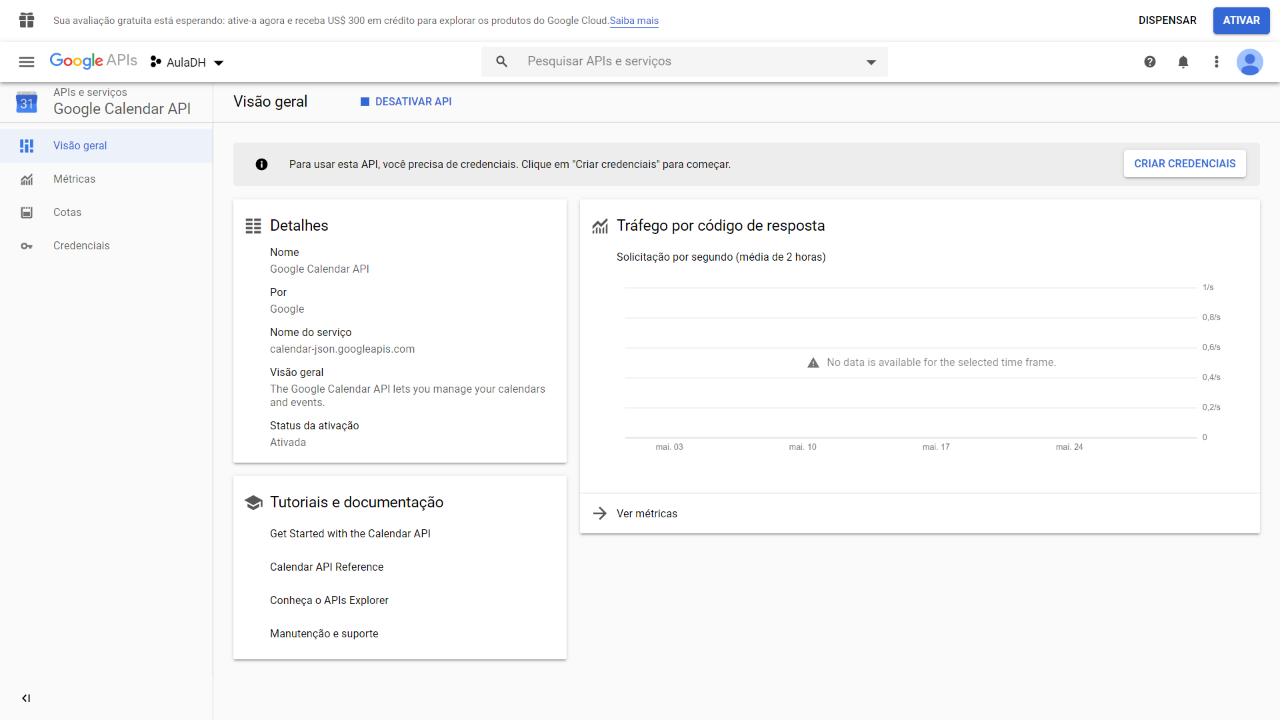 Sua avaliação gratuita está esperando: ative-a agora e receba US$ 300 em crédito para explorar os produtos do Google Cloud.Saiba mais
DISPENSAR
ATIVAR
Google APIs
AulaDH
Pesquisar APIs e serviços
31
APIs e serviços
Google Calendar API
Visão geral
DESATIVAR API
Visão geral
Métricas
Cotas
Credenciais
Para usar esta API, você precisa de credenciais. Clique em "Criar credenciais" para começar.
CRIAR CREDENCIAIS
Detalhes
Nome
Google Calendar API
Por
Google
Nome do serviço
calendar-json.googleapis.com
Visão geral
The Google Calendar API lets you manage your calendars
and events.
Status da ativação
Ativada
Tutoriais e documentação
Get Started with the Calendar API
Calendar API Reference
Conheça o APIs Explorer
Manutenção e suporte
Tráfego por código de resposta
Solicitação por segundo (média de 2 horas)
1/s
0,8/s
0,6/s
No data is available for the selected time frame.
0,4/s
0,2/s
0
mai. 03
mai. 10
mai. 17
mai. 24
Ver métricas